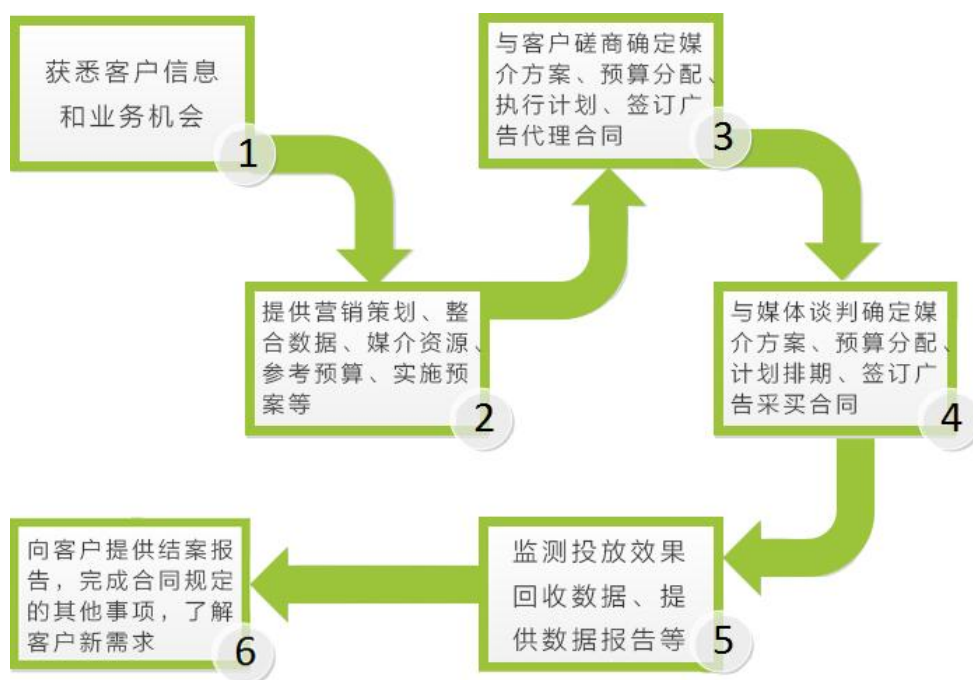 获悉客户信息
和业务机会
1
提供营销策划、整
合数据、媒介资源、
参考预算、实施预
案等
2
与客户磋商确定媒
介方案、预算分配、
执行计划、签订广
告代理合同
3
与媒体谈判确定媒
介方案、预算分配、
计划排期、签订广
告采买合同
4
监测投放效果
回收数据、提
供数据报告等
5
向客户提供结案报
告，完成合同规定
的其他事项，了解
客户新需求
6